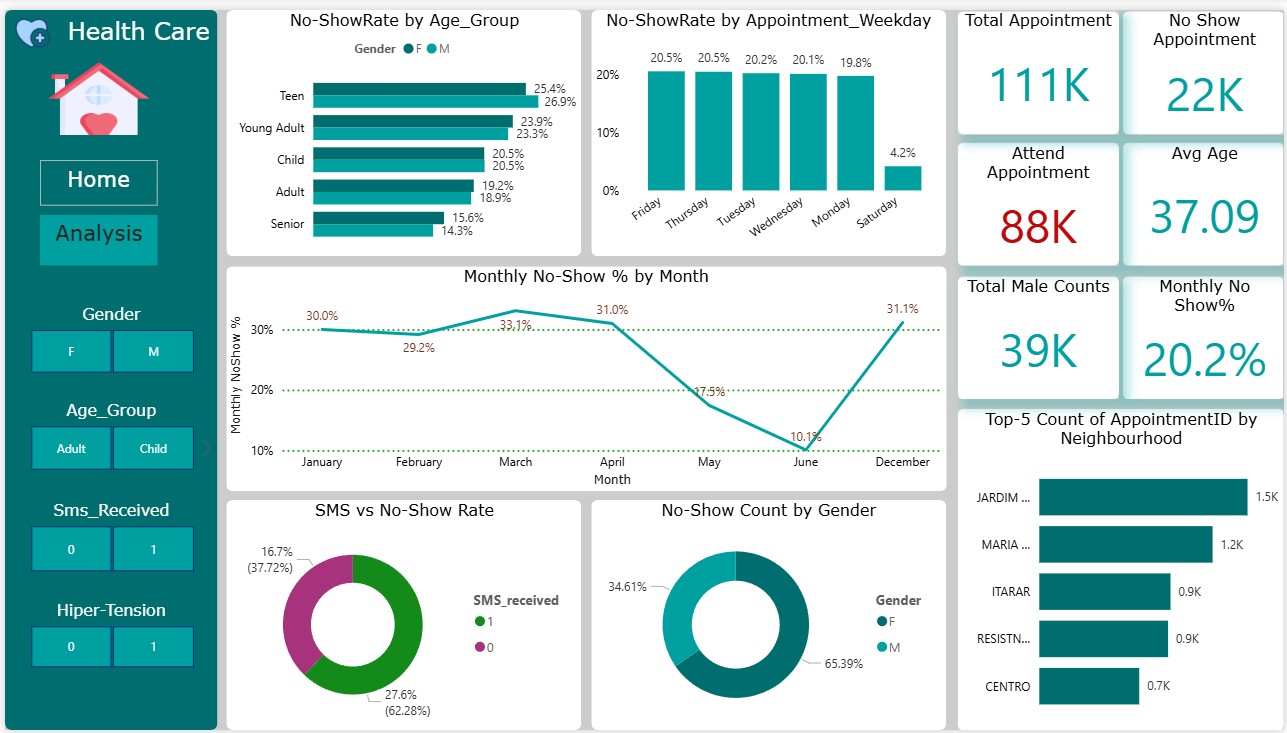 Health Care
Home
Analysis
Gender
F
M
Age_Group
Adult
Child
Sms_Received
0
1
Hiper-Tension
0
1
No-ShowRate by Age_Group
Gender F M
Teen
25.4%
26.9%
Young Adult
23.9%
23.3%
Child
20.5%
20.5%
Adult
19.2%
18.9%
Senior
15.6%
14.3%
No-ShowRate by Appointment_Weekday
20%
10%
0%
20.5%
20.5%
20.2%
20.1%
19.8%
4.2%
Friday
Thursday
Tuesday
Wednesday
Monday
Saturday
Total Appointment
111K
No Show
Appointment
22K
Attend
Appointment
88K
Avg Age
37.09
Total Male Counts
39K
Monthly No
Show%
20.2%
Monthly No-Show % by Month
Monthly NoShow %
30%
20%
10%
30.0%
29.2%
33.1%
31.0%
17.5%
10.1%
31.1%
January
February
March
April
May
June
December
Month
SMS vs No-Show Rate
16.7%
(37.72%)
27.6%
(62.28%)
SMS_received
1
0
No-Show Count by Gender
34.61%
65.39%
Gender
F
M
Top-5 Count of AppointmentID by
Neighbourhood
JARDIM ...
1.5K
MARIA ...
1.2K
ITARAR
0.9K
RESISTN...
0.9K
CENTRO
0.7K